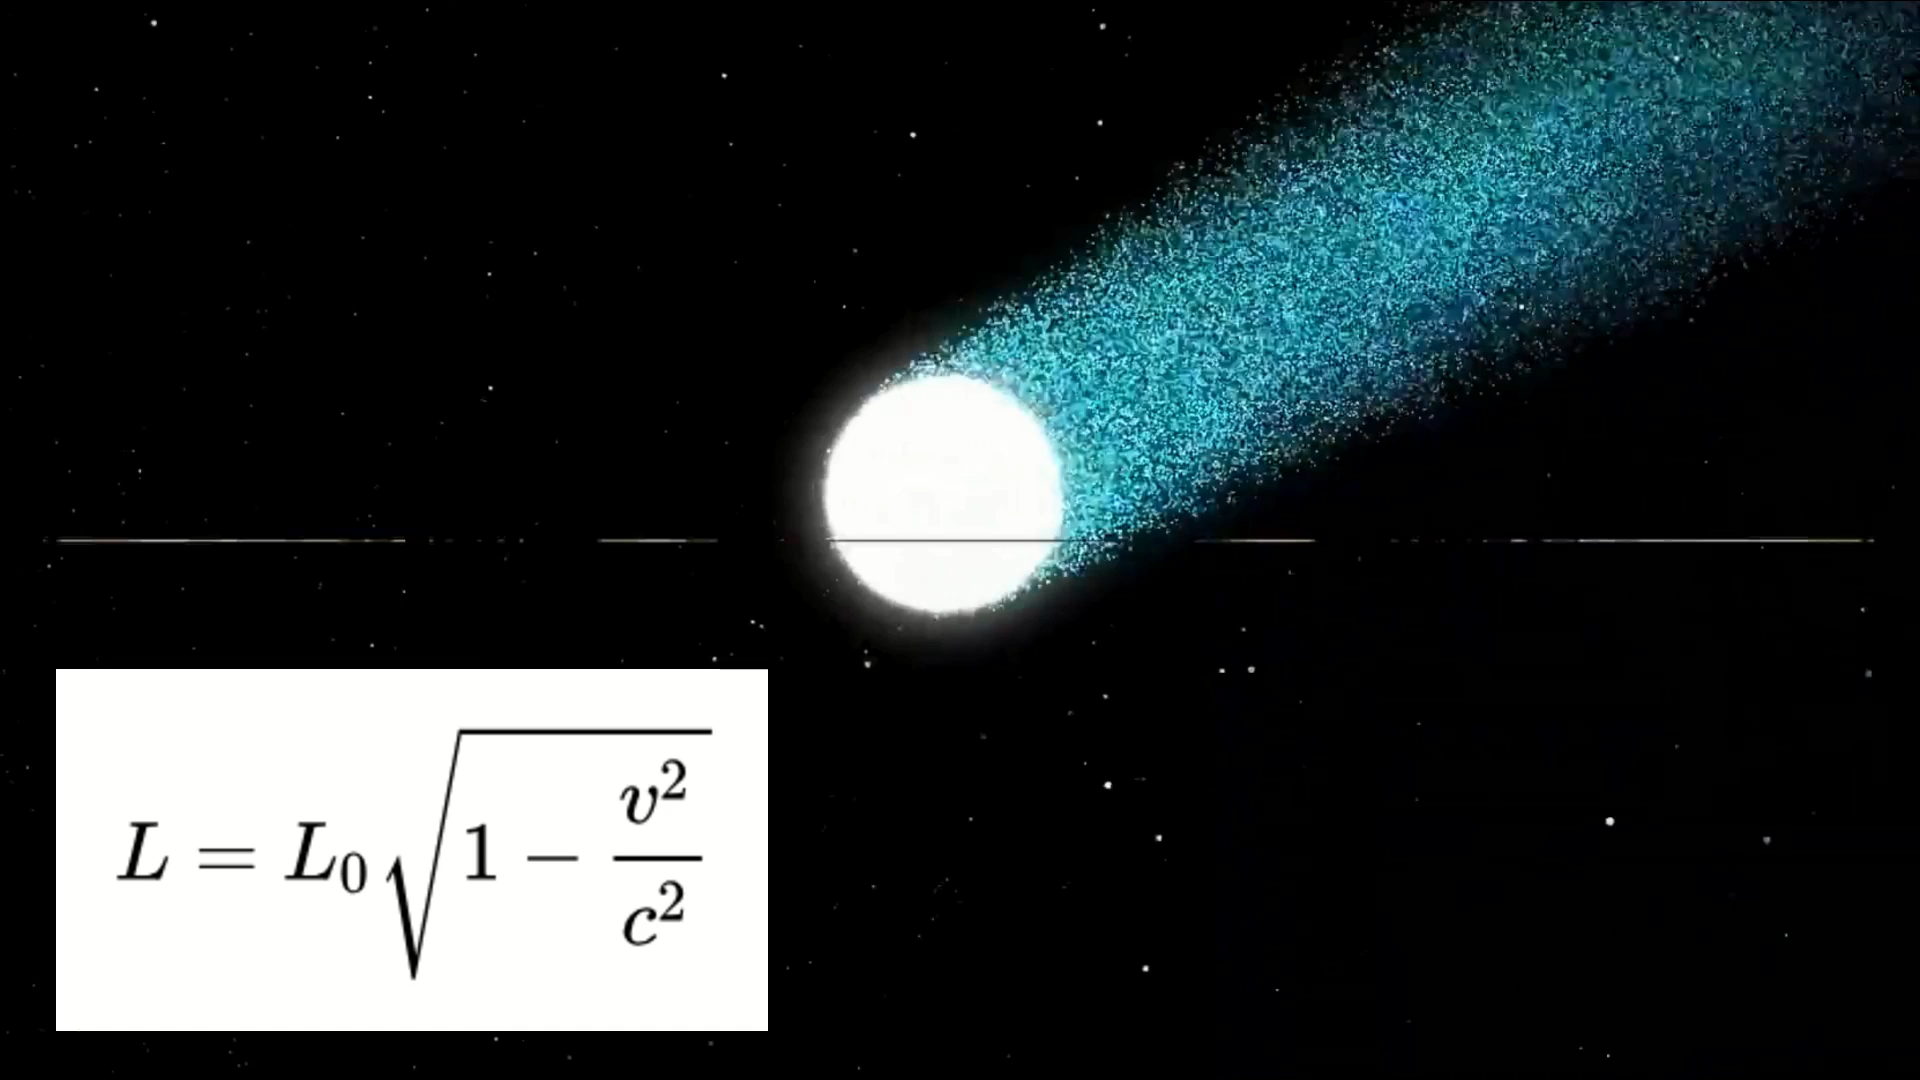 L = L₀ √(1 − v²/c²)